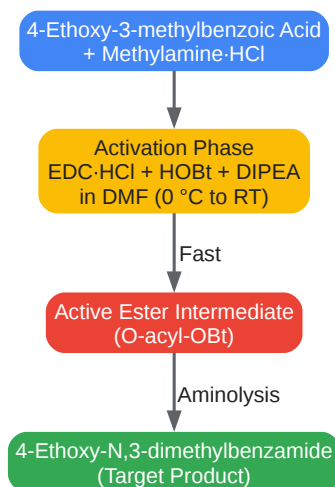 4-Ethoxy-3-methylbenzoic Acid
+ Methylamine·HCl
Activation Phase
EDC·HCl + HOBt + DIPEA
in DMF (0 °C to RT)
Fast
Active Ester Intermediate
(O-acyl-OBt)
Aminolysis
4-Ethoxy-N,3-dimethylbenzamide
(Target Product)